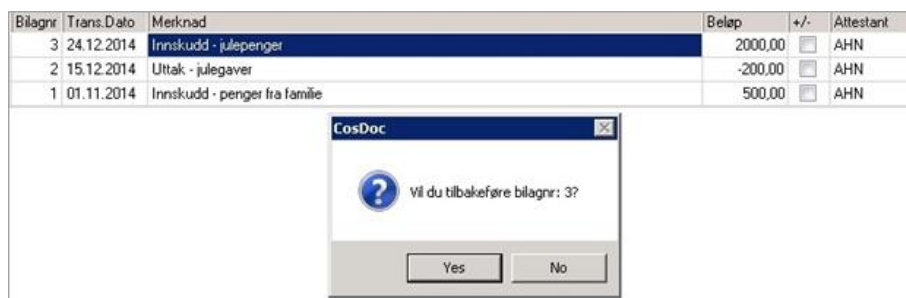 Bilagnr Trans.Dato Merknad Beløp +/- Attestant
3 24.12.2014 Innskudd - julepenger 2000,00 AHN
2 15.12.2014 Uttak - julegaver -200,00 AHN
1 01.11.2014 Innskudd - penger fra familie 500,00 AHN
CosDoc
Vil du tilbakeføre bilagnr: 3?
Yes No